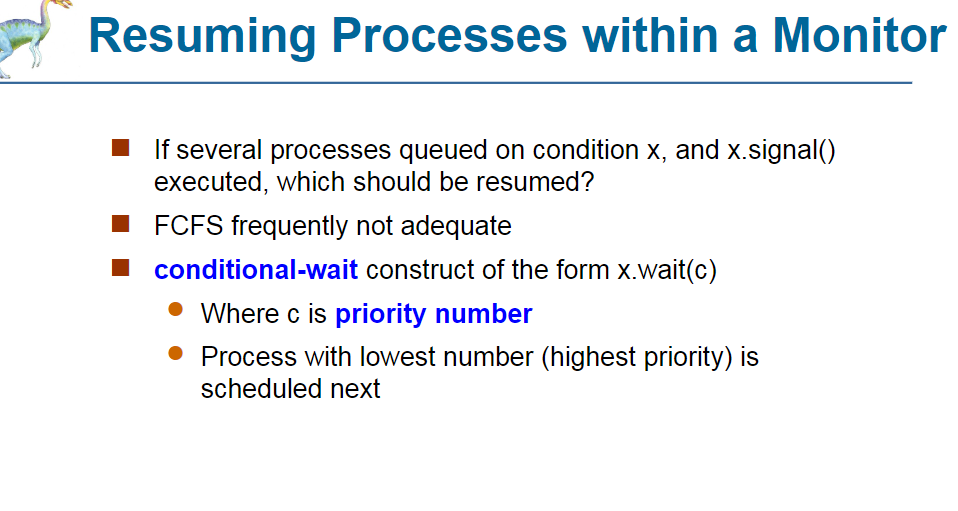 Resuming Processes within a Monitor
If several processes queued on condition x, and x.signal()
executed, which should be resumed?
FCFS frequently not adequate
conditional-wait construct of the form x.wait(c)
Where c is priority number
Process with lowest number (highest priority) is
scheduled next